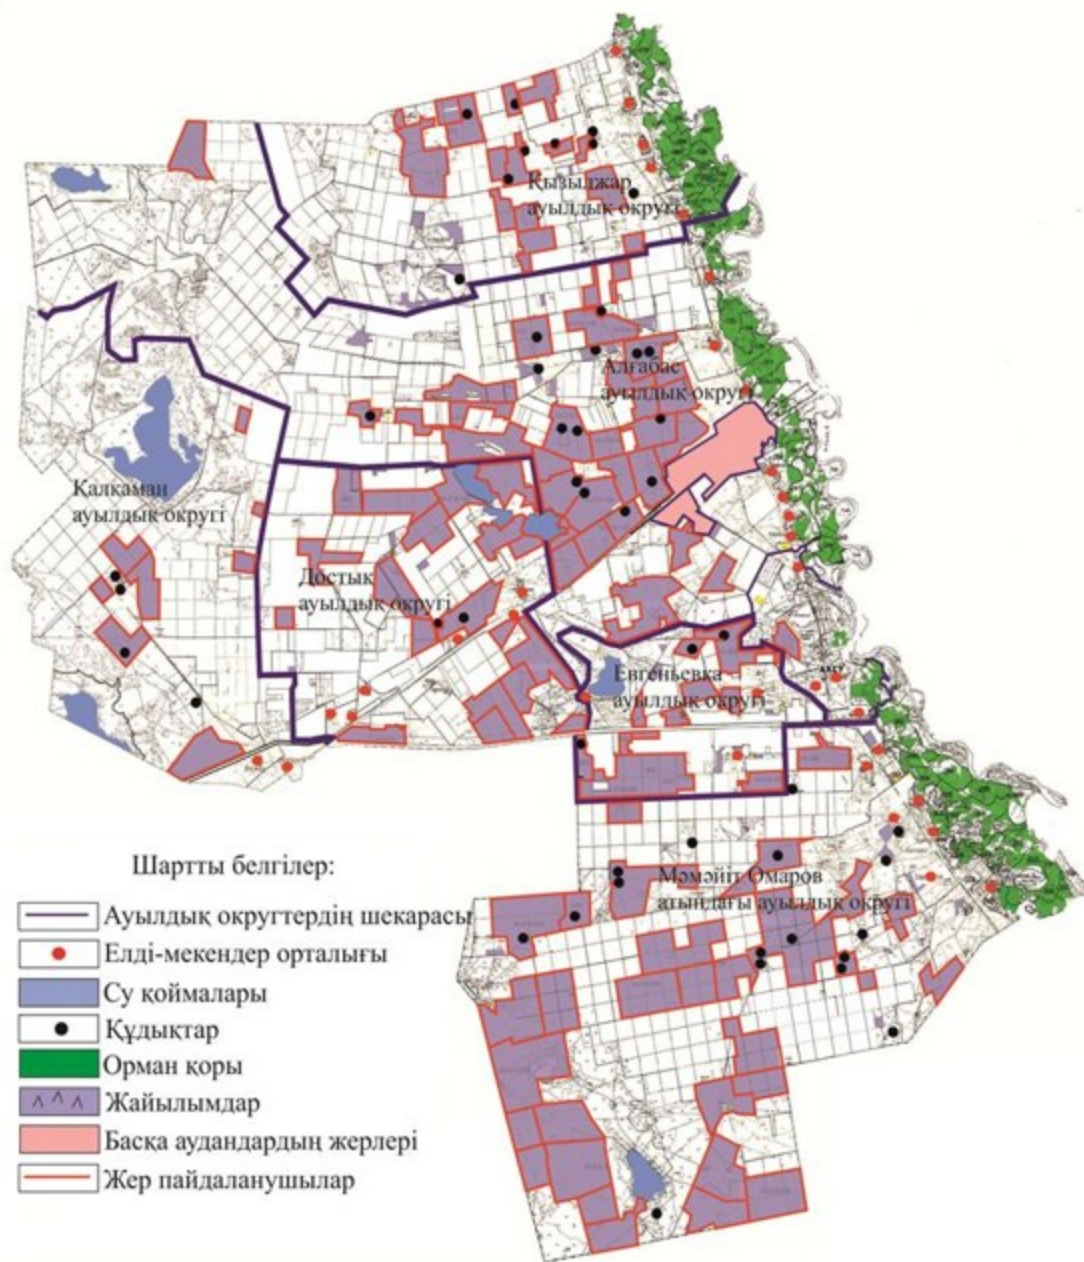 Қызылжар
ауылдық округі
Алғабас
ауылдық округі
Қалқаман
ауылдық округі
Достық
ауылдық округі
Евгеньевка
ауылдық округі
Мәмәйіт Омаров
атындағы ауылдық округі
Шартты белгілер:
Ауылдық округтердің шекарасы
Елді-мекендер орталығы
Су қоймалары
Құдықтар
Орман қоры
Жайылымдар
Басқа аудандардың жерлері
Жер пайдаланушылар